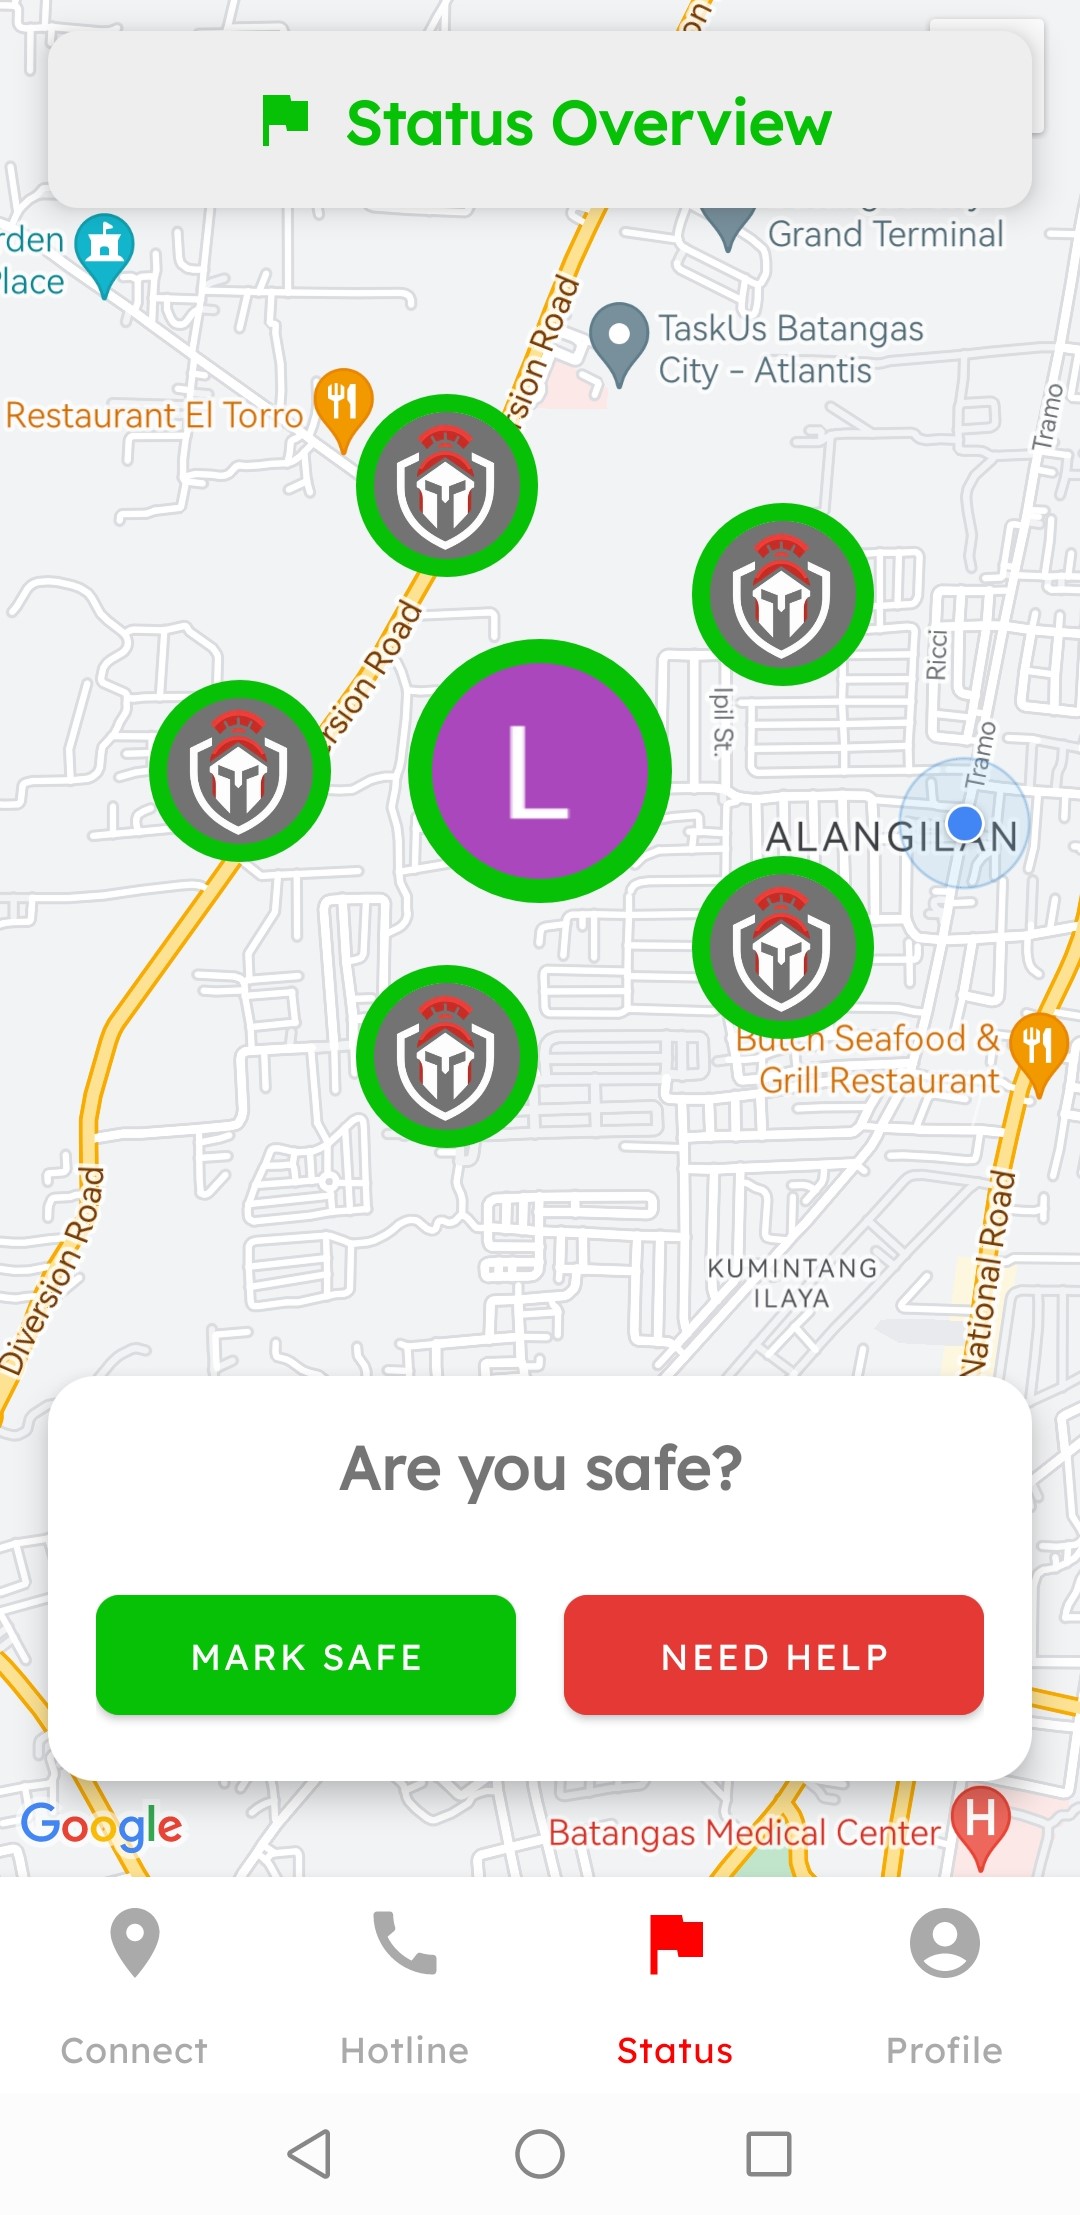 Status Overview
rden
lace
Grand Terminal
TaskUs Batangas
City - Atlantis
rsion Road
Restaurant El Torro
Tramo
ersion Road
Ricci
Ipil St.
Tramo
L
ALANGILAN
Butch Seafood &
Grill Restaurant
Diversion Road
National Road
KUMINTANG
ILAYA
Are you safe?
MARK SAFE
NEED HELP
Google
Batangas Medical Center
H
Connect
Hotline
Status
Profile